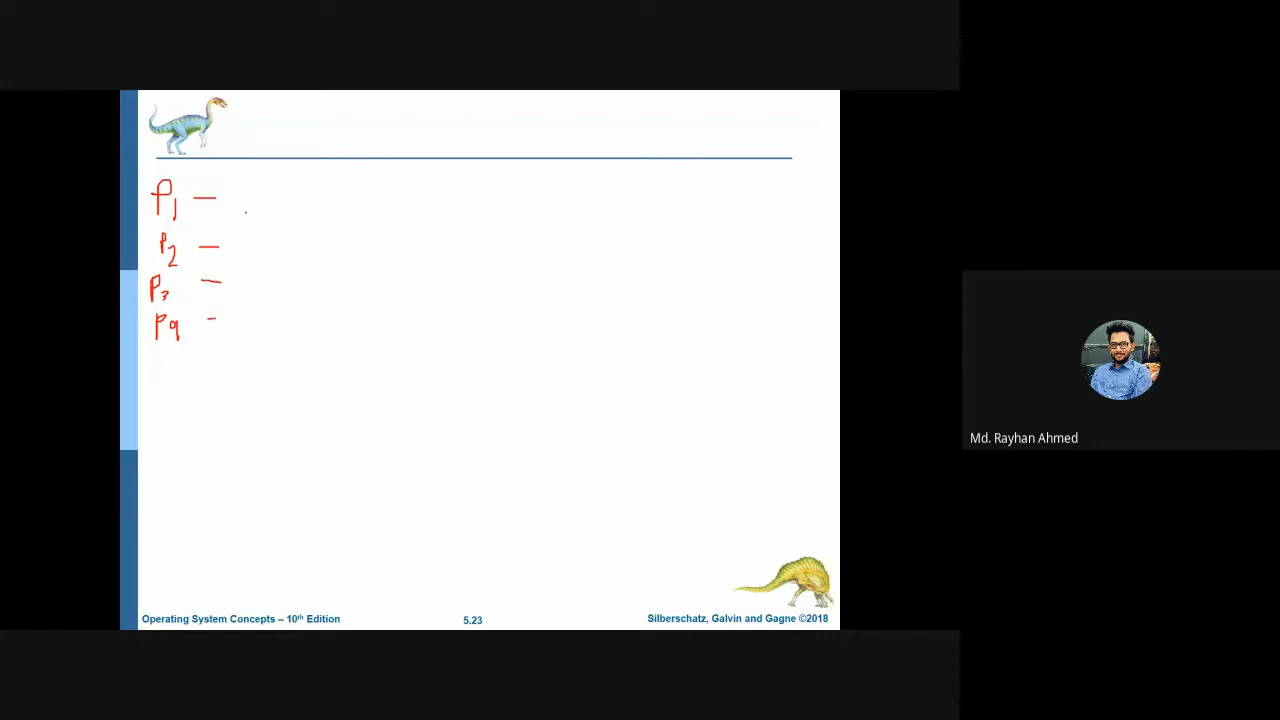 P1 —
P2 —
P3 —
P4 -
Md. Rayhan Ahmed
Operating System Concepts – 10th Edition 5.23 Silberschatz, Galvin and Gagne ©2018